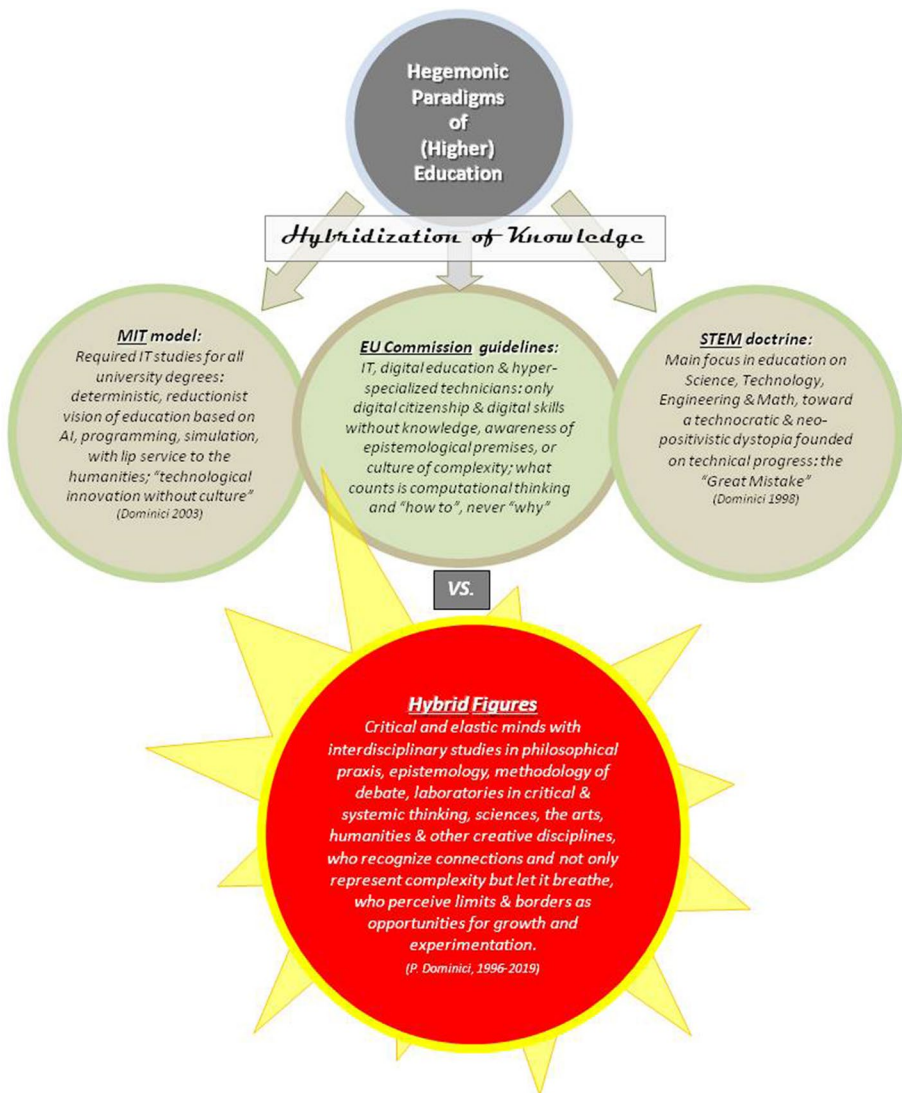 Hegemonic
Paradigms
of
(Higher)
Education
Hybridization of Knowledge
MIT model:
Required IT studies for all
university degrees:
deterministic, reductionist
vision of education based on
AI, programming, simulation,
with lip service to the
humanities; “technological
innovation without culture”
(Dominici 2003)
EU Commission guidelines:
IT, digital education & hyper-
specialized technicians: only
digital citizenship & digital skills
without knowledge, awareness
of epistemological premises, or
culture of complexity; what
counts is computational thinking
and “how to”, never “why”
STEM doctrine:
Main focus in education on
Science, Technology,
Engineering & Math, toward
a technocratic & neo-
positivistic dystopia founded
on technical progress: the
“Great Mistake”
(Dominici 1998)
VS.
Hybrid Figures
Critical and elastic minds with
interdisciplinary studies in philosophical
praxis, epistemology, methodology of
debate, laboratories in critical &
systemic thinking, sciences, the arts,
humanities & other creative disciplines,
who recognize connections and not only
represent complexity but let it breathe,
who perceive limits & borders as
opportunities for growth and
experimentation.
(P. Dominici, 1996-2019)